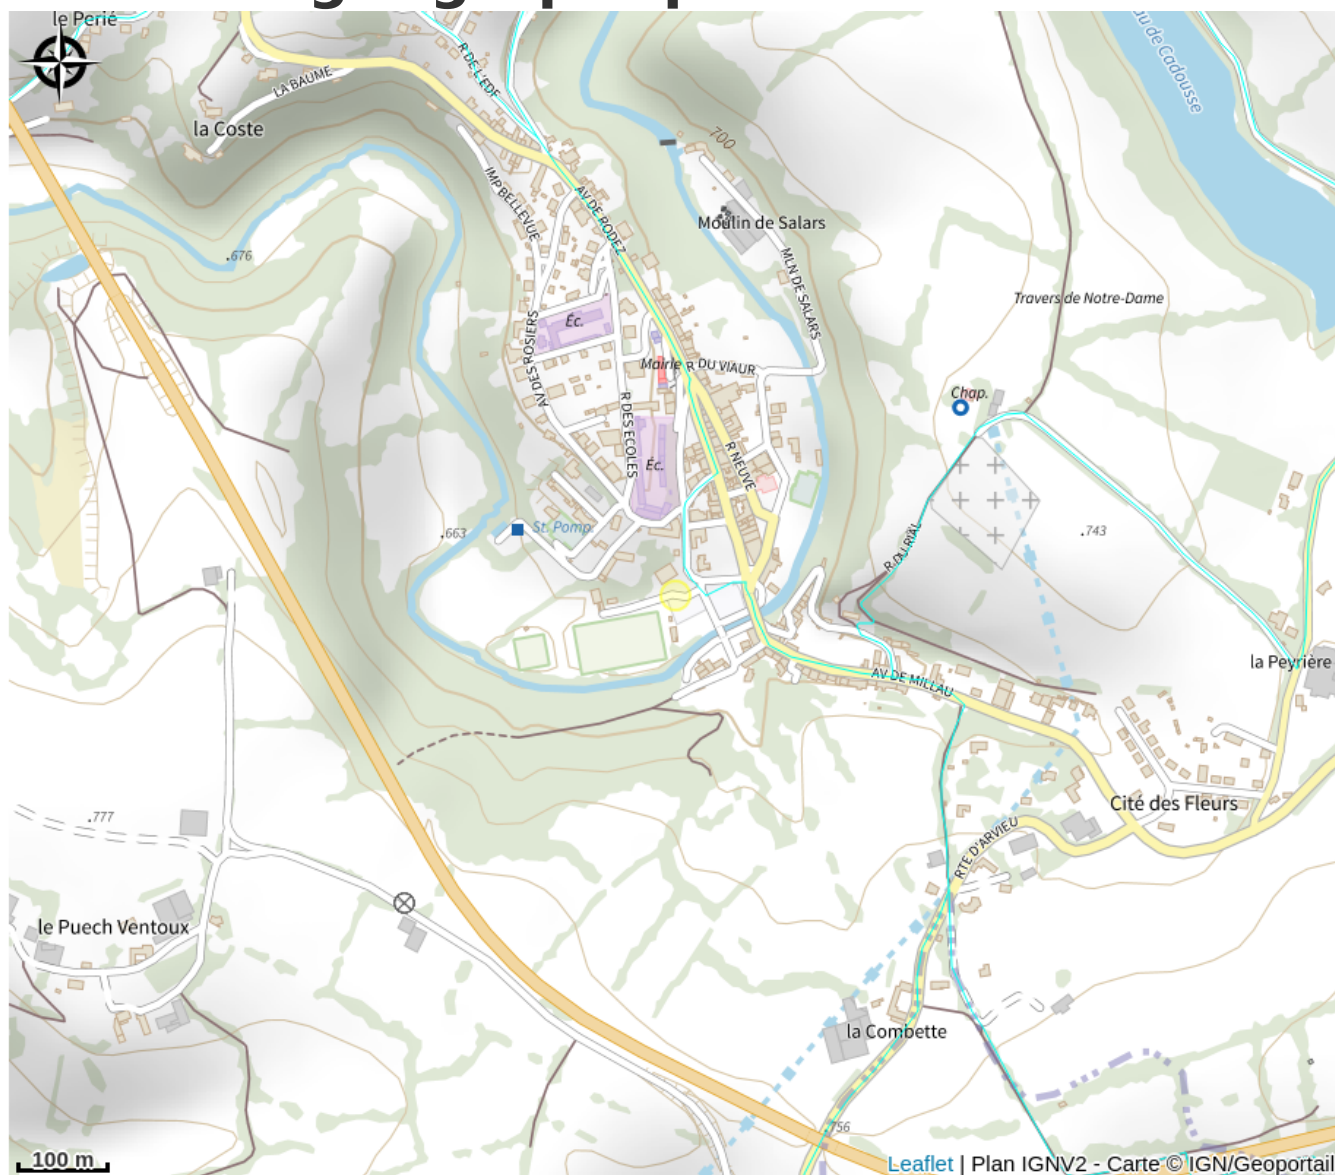 le Perié
R DE L'EDF
LA BAUME
la Coste
700
au de Cadousse
IMP BELLEVUE
AV DE RODEZ
Moulin de Salars
.676
MLN DE SALARS
Travers de Notre-Dame
Éc.
AV DES ROSIERS
Mairie
R DU VIAUR
Chap.
R DES ECOLES
R NEUVE
Éc.
St. Pomp.
.663
.743
R DU RIAL
la Peyrière
AV DE MILLAU
Cité des Fleurs
.777
RTE D'ARVIEU
le Puech Ventoux
la Combette
.756
100 m
Leaflet | Plan IGNV2 - Carte © IGN/Geoportail